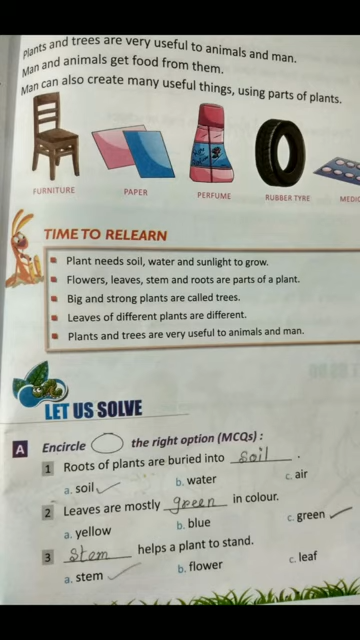 Plants and trees are very useful to animals and man.
Man and animals get food from them.
Man can also create many useful things, using parts of plants.
FURNITURE PAPER PERFUME RUBBER TYRE
TIME TO RELEARN
Plant needs soil, water and sunlight to grow.
Flowers, leaves, stem and roots are parts of a plant.
Big and strong plants are called trees.
Leaves of different plants are different.
Plants and trees are very useful to animals and man.
LET US SOLVE
A Encircle the right option (MCQs) :
1 Roots of plants are buried into soil .
a. soil b. water c. air
2 Leaves are mostly green in colour.
a. yellow b. blue c. green
3 Stem helps a plant to stand.
a. stem b. flower c. leaf